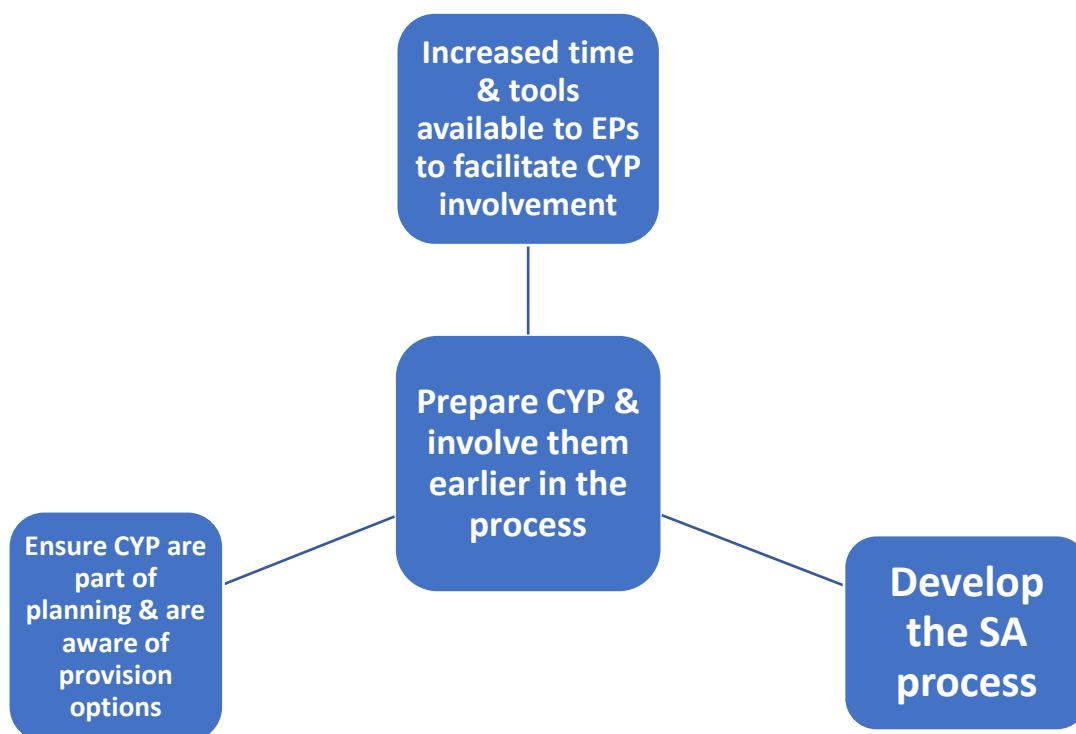 Increased time
& tools
available to EPs
to facilitate CYP
involvement
Prepare CYP &
involve them
earlier in the
process
Ensure CYP are
part of
planning & are
aware of
provision
options
Develop
the SA
process